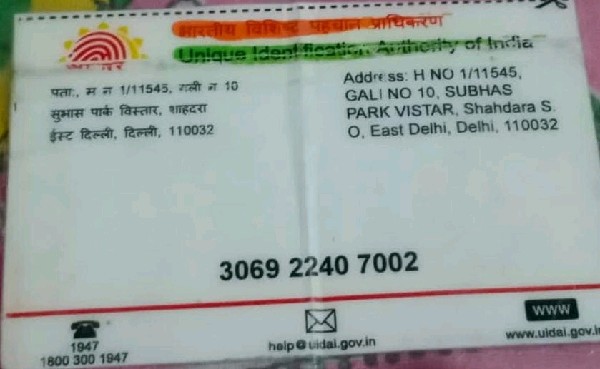 भारतीय विशिष्ट पहचान प्राधिकरण
Unique Identification Authority of India
पता:, म न 1/11545, गली न 10
सुभास पार्क विस्तार, शाहदरा
ईस्ट दिल्ली, दिल्ली, 110032
Address: H NO 1/11545,
GALI NO 10, SUBHAS
PARK VISTAR, Shahdara S.
O, East Delhi, Delhi, 110032
3069 2240 7002
1947
1800 300 1947
help@uidai.gov.in
WWW
www.uidai.gov.in